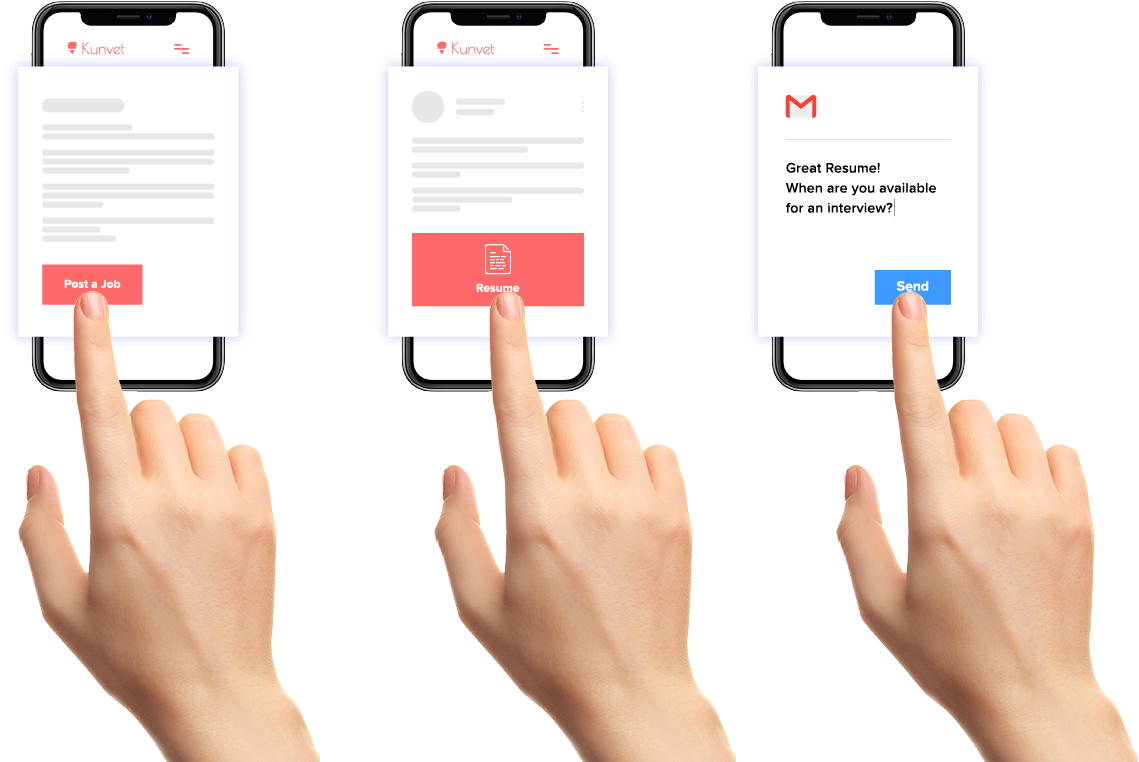 Kunvet
Post a Job
Kunvet
Resume
Great Resume!
When are you available
for an interview?
Send